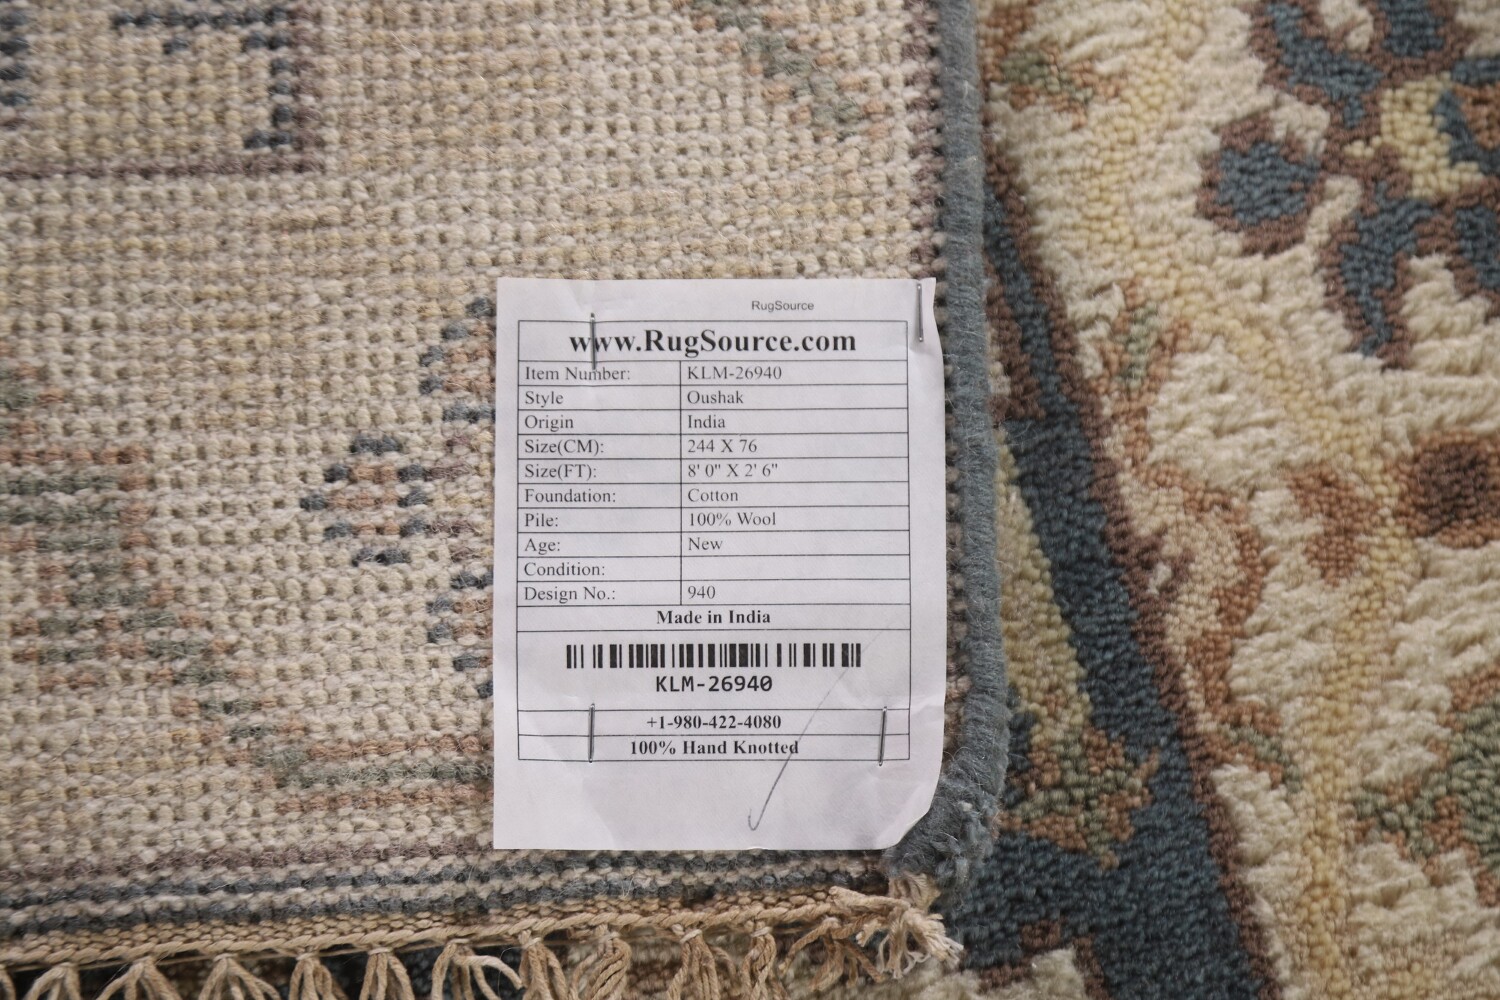 RugSource
www.RugSource.com
Item Number: KLM-26940
Style Oushak
Origin India
Size(CM): 244 X 76
Size(FT): 8' 0" X 2' 6"
Foundation: Cotton
Pile: 100% Wool
Age: New
Condition:
Design No.: 940
Made in India
KLM-26940
+1-980-422-4080
100% Hand Knotted